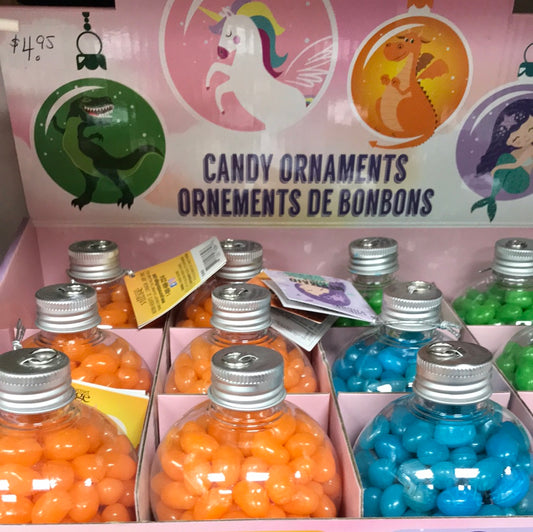 $4.95
CANDY ORNAMENTS
ORNEMENTS DE BONBONS